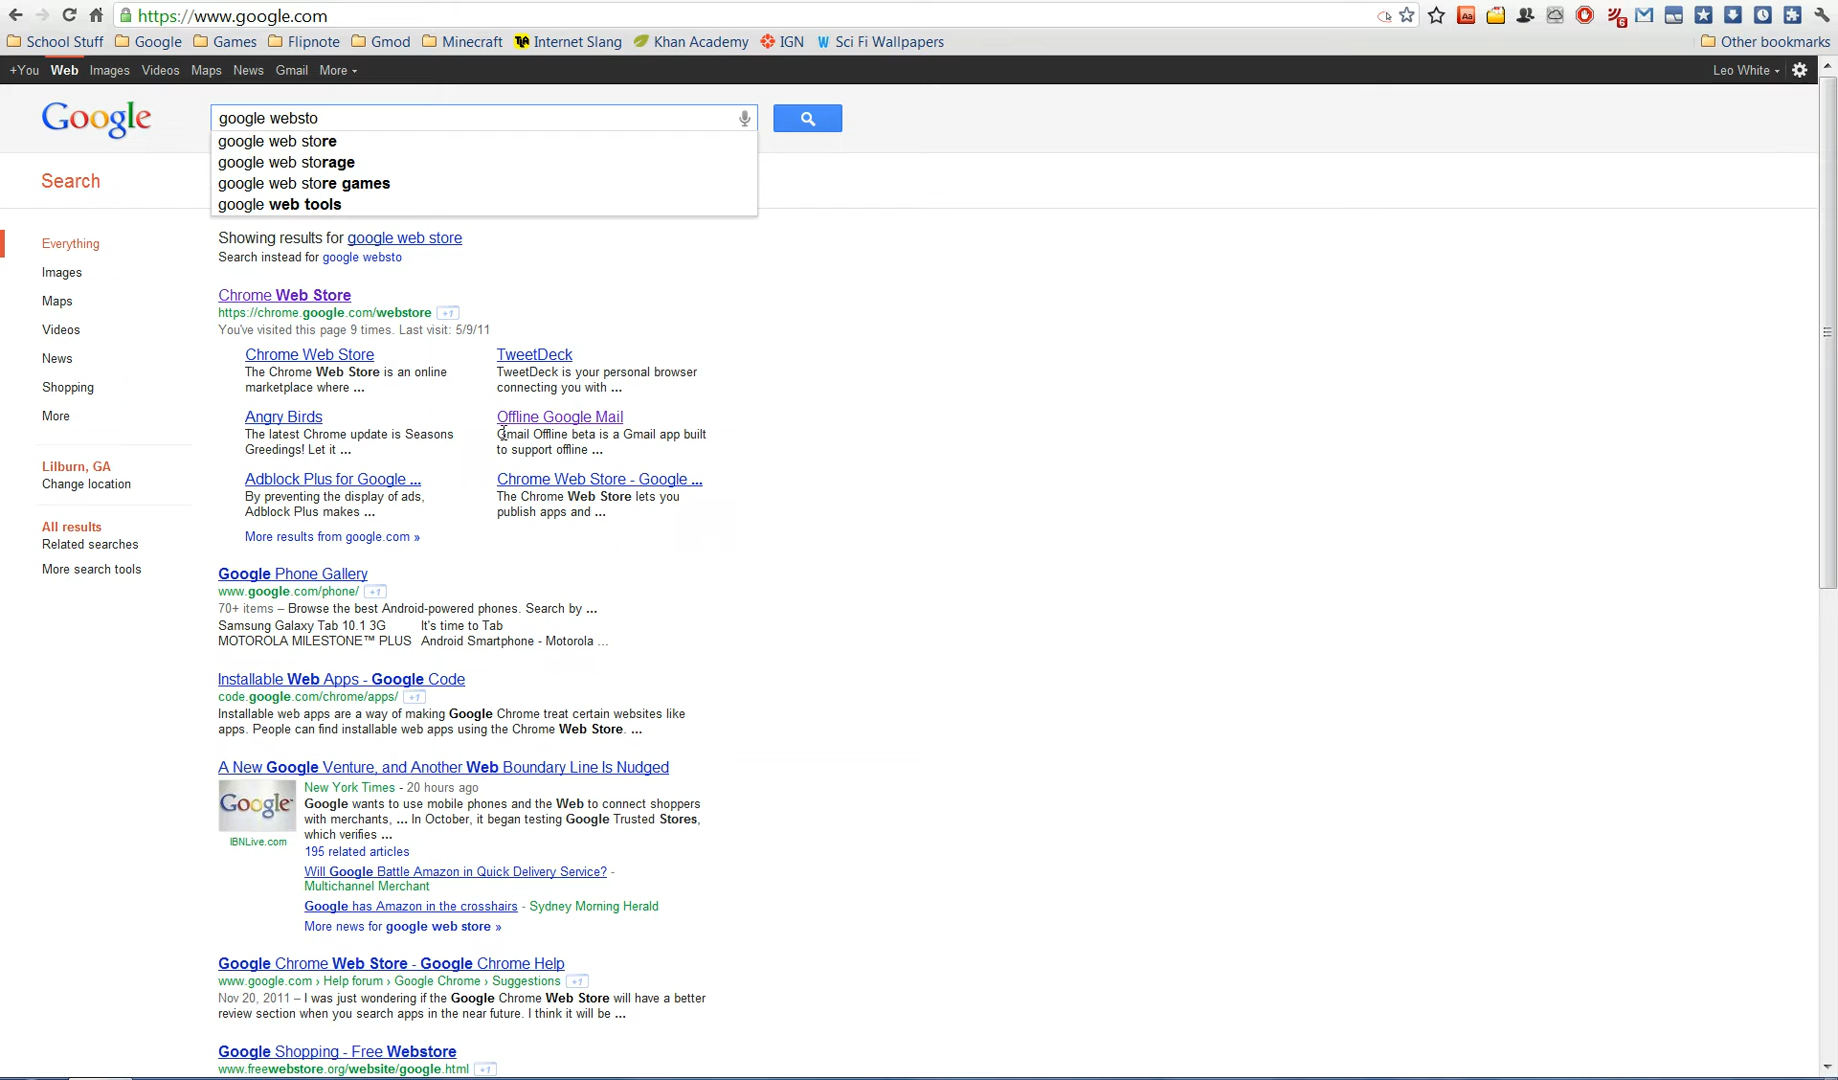 https://www.google.com
School Stuff Google Games Flipnote Gmod Minecraft Internet Slang Khan Academy IGN Sci Fi Wallpapers Other bookmarks
+You Web Images Videos Maps News Gmail More Leo White
Google
google websto
google web store
google web storage
google web store games
google web tools
Search
Everything
Images
Maps
Videos
News
Shopping
More
Lilburn, GA
Change location
All results
Related searches
More search tools
Showing results for google web store
Search instead for google websto
Chrome Web Store
https://chrome.google.com/webstore +1
You've visited this page 9 times. Last visit: 5/9/11
Chrome Web Store
The Chrome Web Store is an online
marketplace where ...
TweetDeck
TweetDeck is your personal browser
connecting you with ...
Angry Birds
The latest Chrome update is Seasons
Greedings! Let it ...
Offline Google Mail
Gmail Offline beta is a Gmail app built
to support offline ...
Adblock Plus for Google ...
By preventing the display of ads,
Adblock Plus makes ...
Chrome Web Store - Google ...
The Chrome Web Store lets you
publish apps and ...
More results from google.com »
Google Phone Gallery
www.google.com/phone/ +1
70+ items – Browse the best Android-powered phones. Search by ...
Samsung Galaxy Tab 10.1 3G It's time to Tab
MOTOROLA MILESTONE™ PLUS Android Smartphone - Motorola ...
Installable Web Apps - Google Code
code.google.com/chrome/apps/ +1
Installable web apps are a way of making Google Chrome treat certain websites like
apps. People can find installable web apps using the Chrome Web Store. ...
A New Google Venture, and Another Web Boundary Line Is Nudged
Google
IBNLive.com
New York Times - 20 hours ago
Google wants to use mobile phones and the Web to connect shoppers
with merchants, ... In October, it began testing Google Trusted Stores,
which verifies ...
195 related articles
Will Google Battle Amazon in Quick Delivery Service? -
Multichannel Merchant
Google has Amazon in the crosshairs - Sydney Morning Herald
More news for google web store »
Google Chrome Web Store - Google Chrome Help
www.google.com › Help forum › Google Chrome › Suggestions +1
Nov 20, 2011 – I was just wondering if the Google Chrome Web Store will have a better
review section when you search apps in the near future. I think it will be ...
Google Shopping - Free Webstore
www.freewebstore.org/website/google.html +1